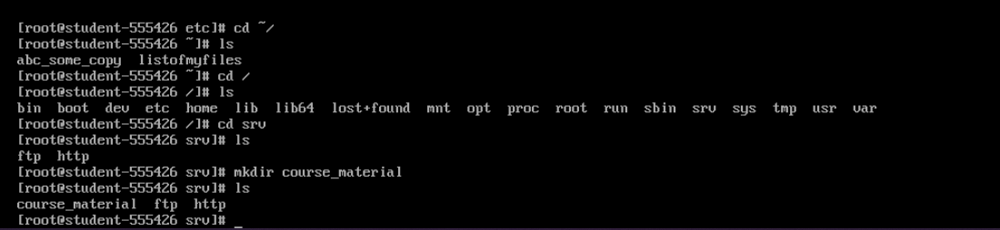 [root@student-555426 etc]# cd ~/
[root@student-555426 ~]# ls
abc_some_copy  listofmyfiles
[root@student-555426 ~]# cd /
[root@student-555426 /]# ls
bin  boot  dev  etc  home  lib  lib64  lost+found  mnt  opt  proc  root  run  sbin  srv  sys  tmp  usr  var
[root@student-555426 /]# cd srv
[root@student-555426 srv]# ls
ftp  http
[root@student-555426 srv]# mkdir course_material
[root@student-555426 srv]# ls
course_material  ftp  http
[root@student-555426 srv]# _